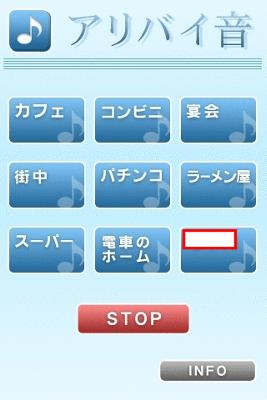 アリバイ音
カフェ
コンビニ
宴会
街中
パチンコ
ラーメン屋
スーパー
電車の
ホーム
STOP
INFO